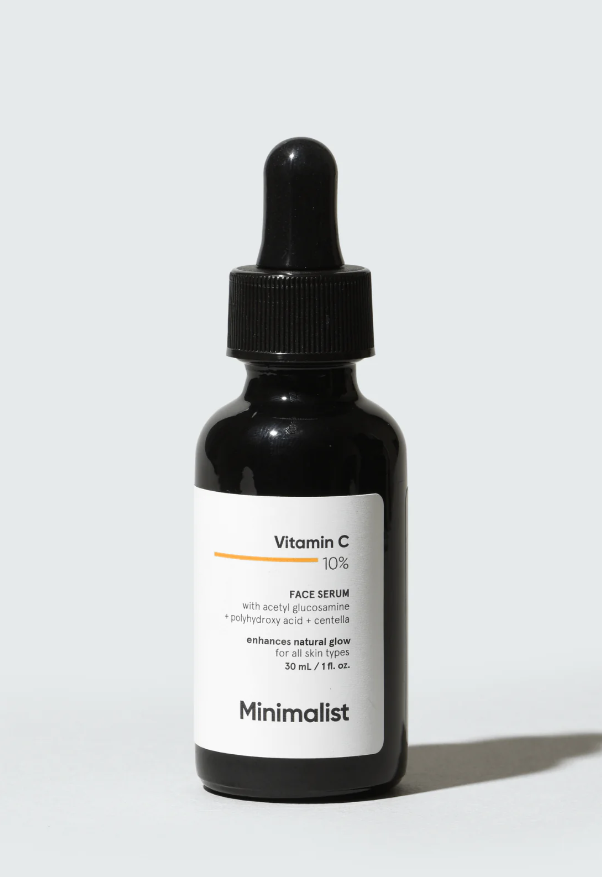 Vitamin C
10%
FACE SERUM
with acetyl glucosamine
+ polyhydroxy acid + centella
enhances natural glow
for all skin types
30 mL / 1 fl. oz.
Minimalist